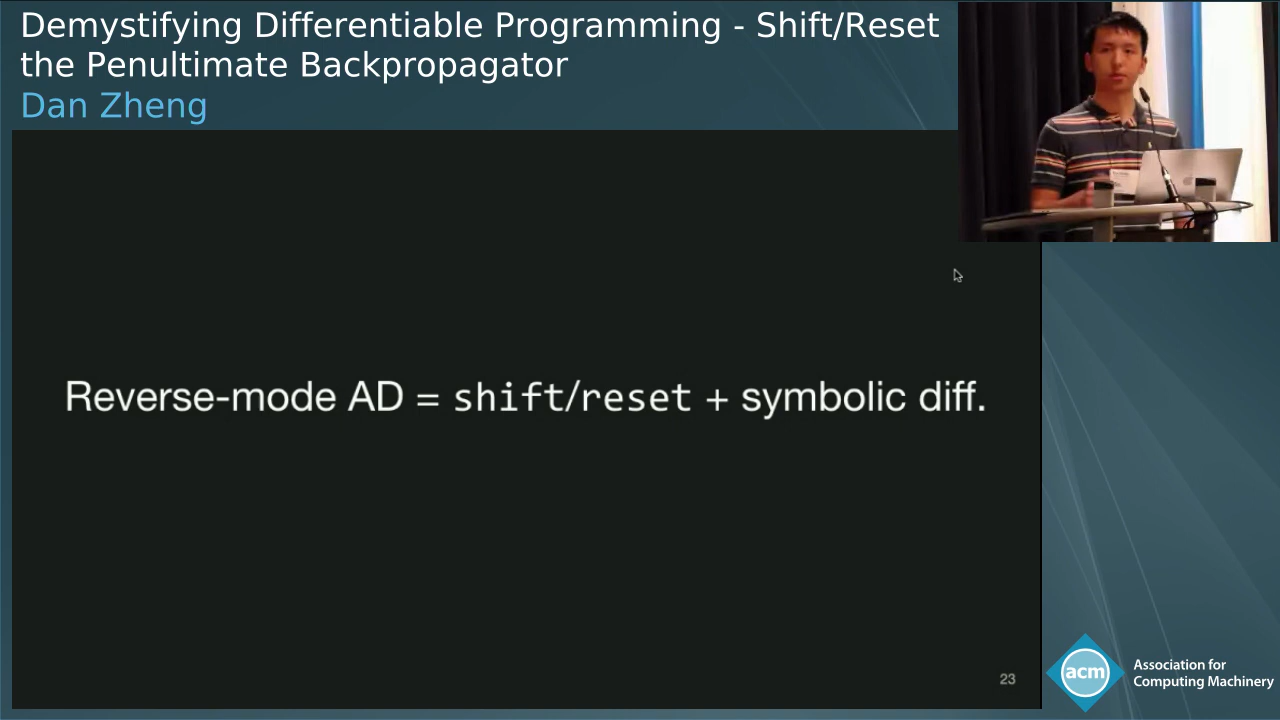 Demystifying Differentiable Programming - Shift/Reset
the Penultimate Backpropagator
Dan Zheng
Reverse-mode AD = shift/reset + symbolic diff.
23
acm
Association for
Computing Machinery